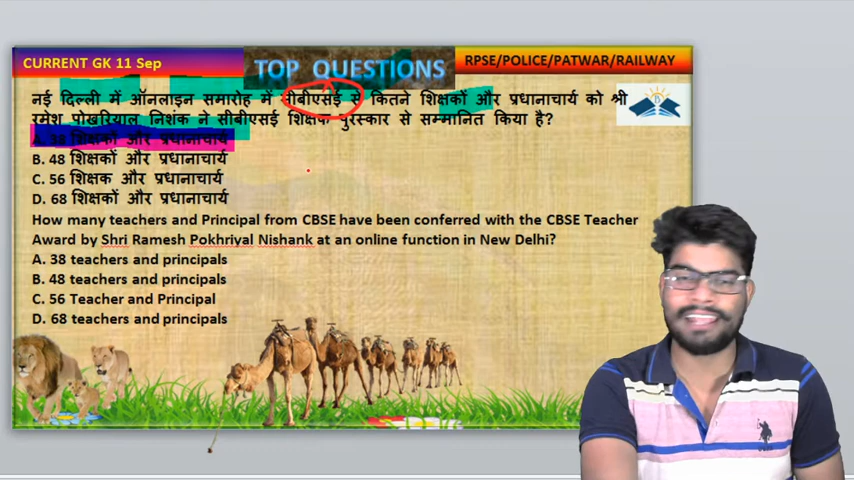 CURRENT GK 11 Sep
TOP QUESTIONS
RPSE/POLICE/PATWAR/RAILWAY
नई दिल्ली में ऑनलाइन समारोह में सीबीएसई से कितने शिक्षकों और प्रधानाचार्य को श्री
रमेश पोखरियाल निशंक ने सीबीएसई शिक्षक पुरस्कार से सम्मानित किया है?
A. 38 शिक्षकों और प्रधानाचार्य
B. 48 शिक्षकों और प्रधानाचार्य
C. 56 शिक्षक और प्रधानाचार्य
D. 68 शिक्षकों और प्रधानाचार्य
How many teachers and Principal from CBSE have been conferred with the CBSE Teacher
Award by Shri Ramesh Pokhriyal Nishank at an online function in New Delhi?
A. 38 teachers and principals
B. 48 teachers and principals
C. 56 Teacher and Principal
D. 68 teachers and principals